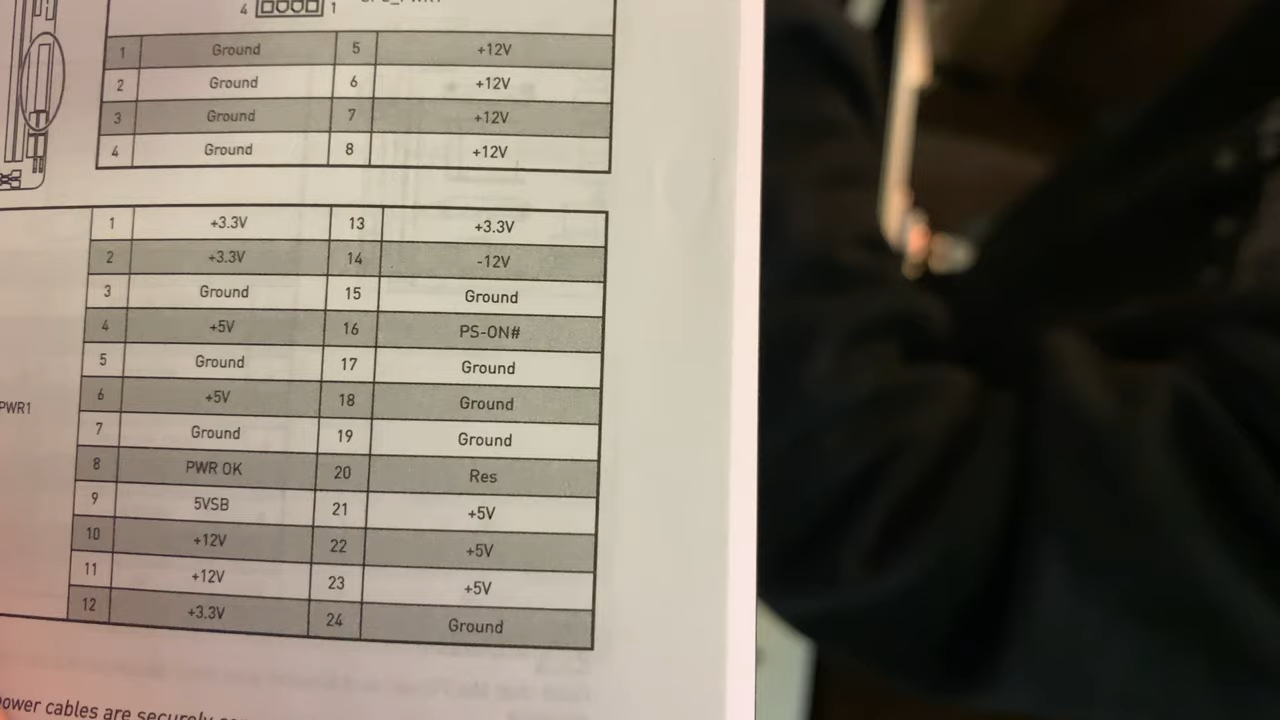 4 1
1 Ground 5 +12V
2 Ground 6 +12V
3 Ground 7 +12V
4 Ground 8 +12V
1 +3.3V 13 +3.3V
2 +3.3V 14 -12V
3 Ground 15 Ground
4 +5V 16 PS-ON#
5 Ground 17 Ground
6 +5V 18 Ground
PWR1
7 Ground 19 Ground
8 PWR OK 20 Res
9 5VSB 21 +5V
10 +12V 22 +5V
11 +12V 23 +5V
12 +3.3V 24 Ground
power cables are securely